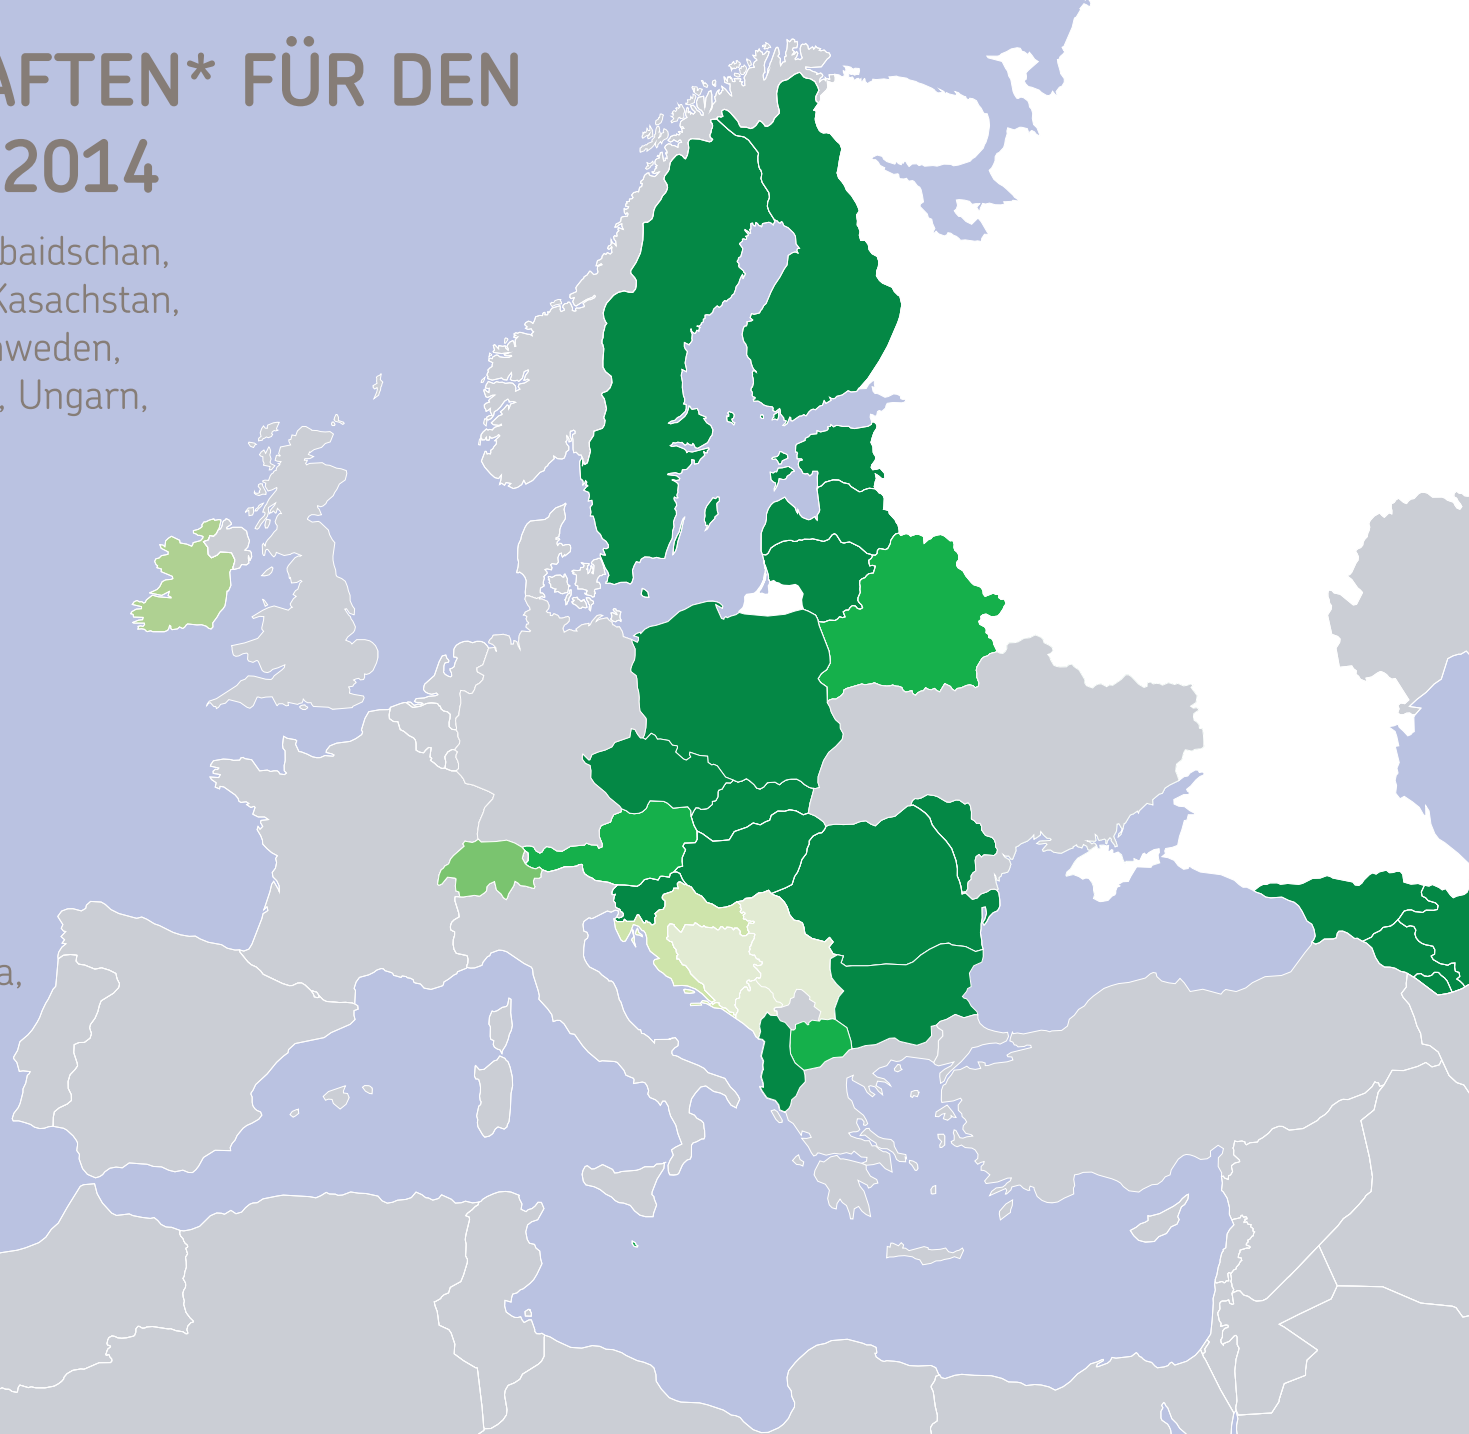 AFTEN* FÜR DEN
2014
baidschan,
Kasachstan,
weden,
, Ungarn,
a,